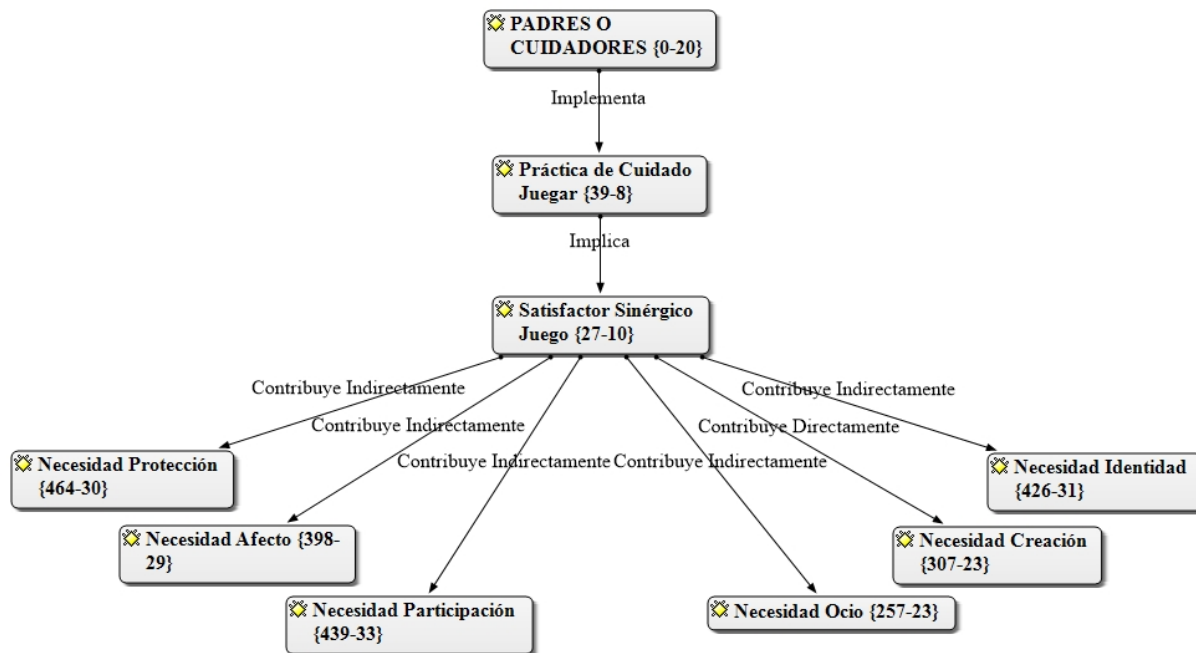 PADRES O
CUIDADORES {0-20}
Implementa
Práctica de Cuidado
Juegar {39-8}
Implica
Satisfactor Sinérgico
Juego {27-10}
Contribuye Indirectamente
Contribuye Indirectamente
Contribuye Indirectamente
Contribuye Directamente
Contribuye Indirectamente
Contribuye Indirectamente
Necesidad Protección
{464-30}
Necesidad Identidad
{426-31}
Necesidad Afecto {398-
29}
Necesidad Creación
{307-23}
Necesidad Participación
{439-33}
Necesidad Ocio {257-23}